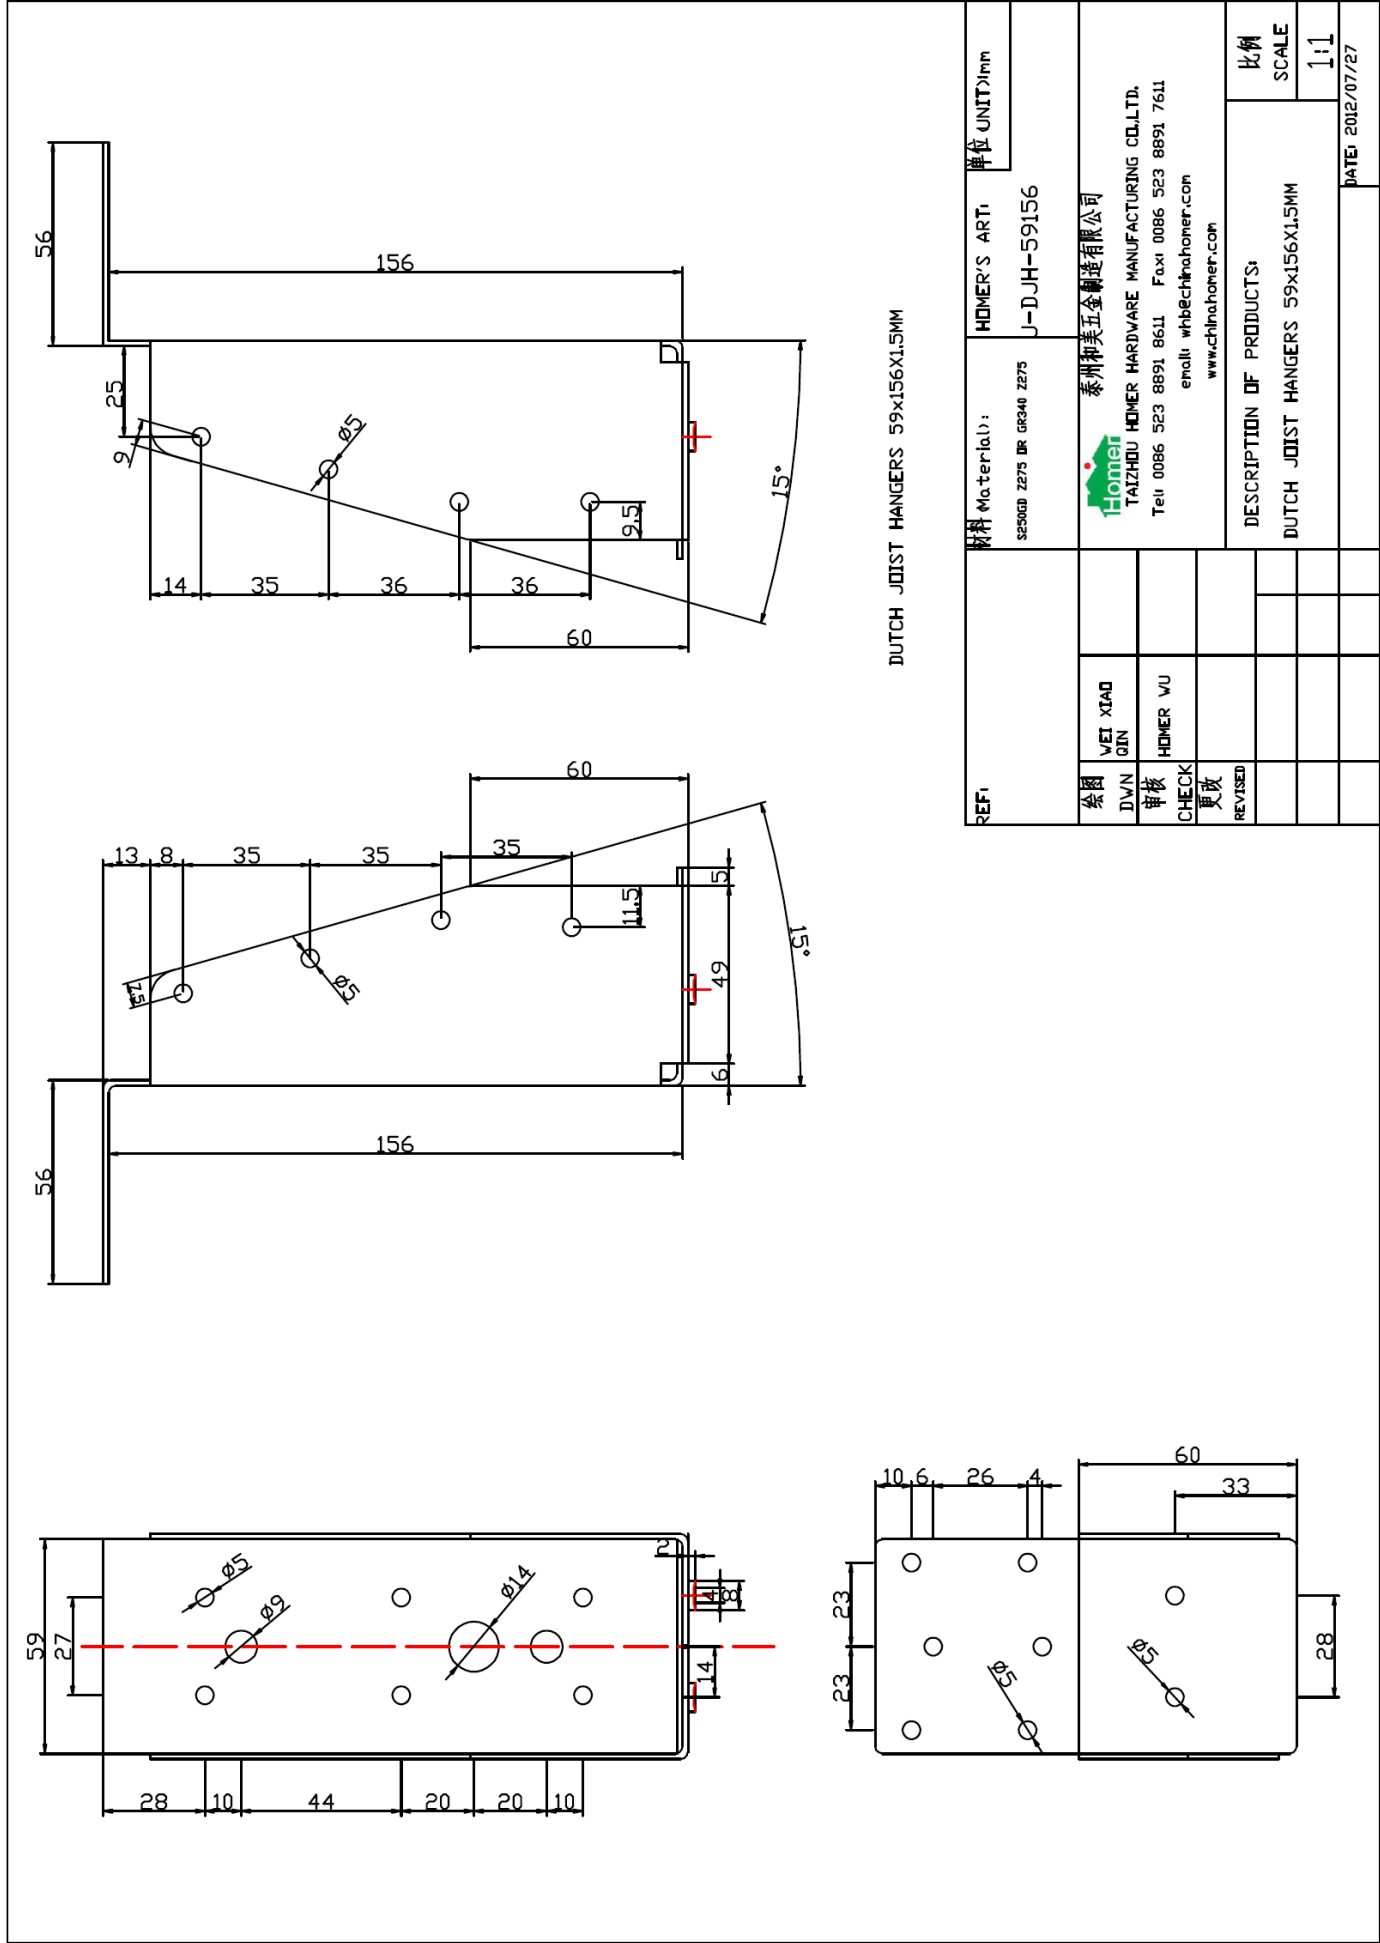 56
156
25
9
ø5
9,5
15°
14
35
36
36
60
DUTCH JOIST HANGERS 59x156X1.5MM
60
13
8
35
35
35
5
11,5
7,5
ø5
49
15°
6
156
56
59
27
ø5
ø9
ø14
2
4
8
14
28
10
44
20
20
10
60
33
10
6
26
4
23
23
ø5
ø5
28
REF:
材料 Material):
S250GD Z275 OR GR340 Z275
HOMER'S ART:
J-DJH-59156
单位 UNIT):mm
绘图
DWN
WEI XIAO
QIN
审核
CHECK
HOMER WU
更改
REVISED
Homer
泰州和美五金制造有限公司
TAIZHOU HOMER HARDWARE MANUFACTURING CO.,LTD.
Tel: 0086 523 8891 8611 Fax: 0086 523 8891 7611
email: whb@chinahomer.com
www.chinahomer.com
DESCRIPTION OF PRODUCTS:
DUTCH JOIST HANGERS 59x156X1.5MM
比例
SCALE
1:1
DATE: 2012/07/27